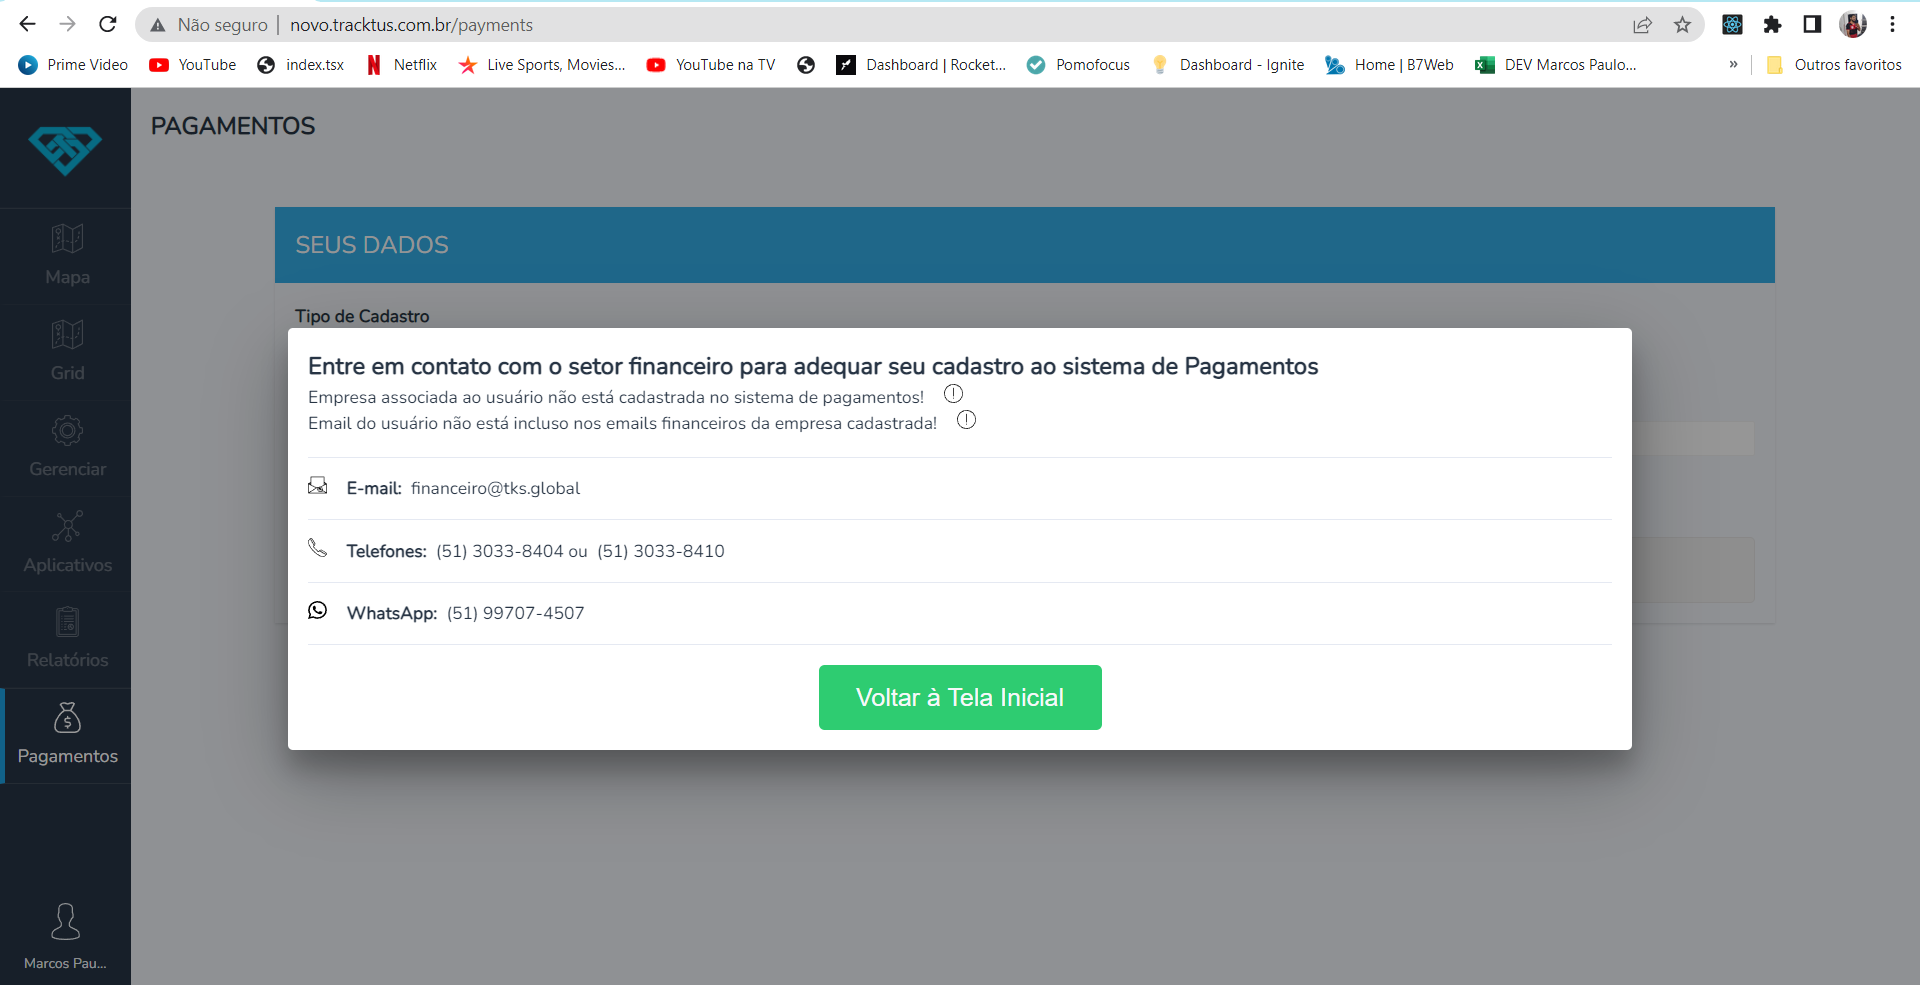 Não seguro | novo.tracktus.com.br/payments
Prime Video YouTube index.tsx Netflix Live Sports, Movies... YouTube na TV Dashboard | Rocket... Pomofocus Dashboard - Ignite Home | B7Web DEV Marcos Paulo... » Outros favoritos
PAGAMENTOS
SEUS DADOS
Mapa
Tipo de Cadastro
Entre em contato com o setor financeiro para adequar seu cadastro ao sistema de Pagamentos
Grid
Empresa associada ao usuário não está cadastrada no sistema de pagamentos!
Email do usuário não está incluso nos emails financeiros da empresa cadastrada!
Gerenciar
E-mail: financeiro@tks.global
Telefones: (51) 3033-8404 ou (51) 3033-8410
Aplicativos
WhatsApp: (51) 99707-4507
Relatórios
Voltar à Tela Inicial
Pagamentos
Marcos Pau...